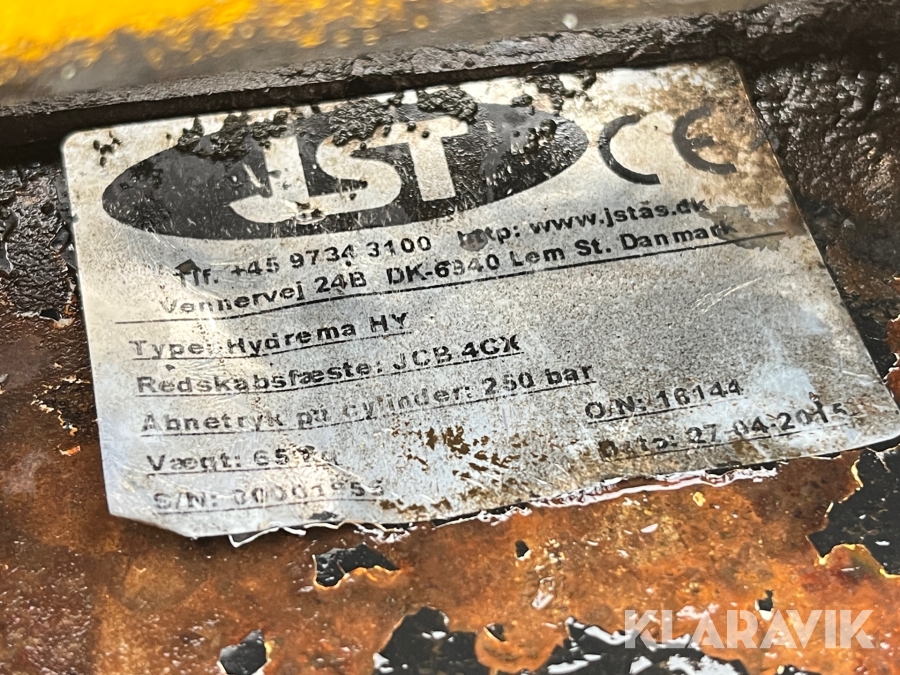 JST CE
Tlf. +45 9734 3100 http: www.jstas.dk
Vennervej 24B DK-6940 Lem St. Danmark
Type: Hydrema HY
Redskabsfæste: JCB 4CX
Åbnetryk på cylinder: 250 bar
O/N: 16144
Vægt: 65
Dato: 27-04-2015
S/N:
KLARAVIK